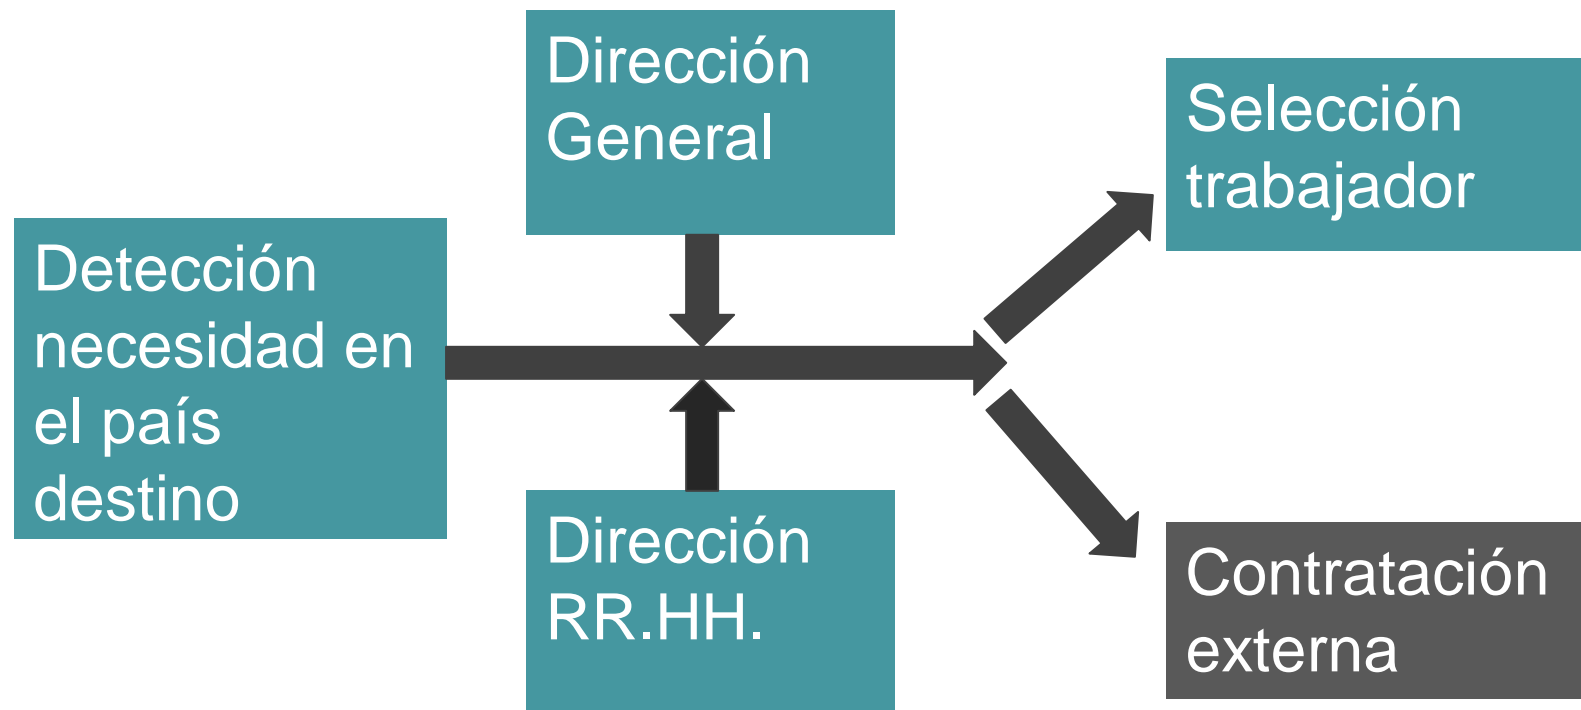 Detección
necesidad en
el país
destino
Dirección
General
Dirección
RR.HH.
Selección
trabajador
Contratación
externa